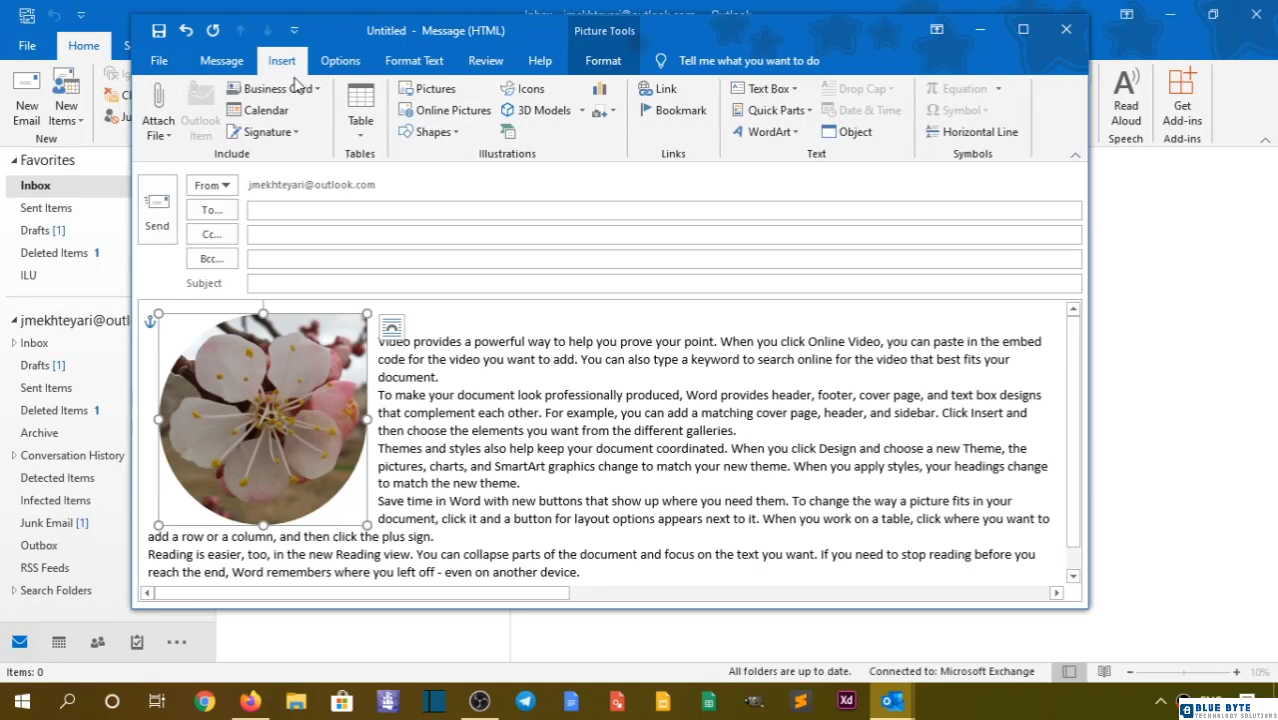 Inbox - jmekhteyari@outlook.com - Outlook
Untitled - Message (HTML)
Picture Tools
File
Home
File
Message
Insert
Options
Format Text
Review
Help
Format
Tell me what you want to do
New
Email
New
Items
New
Attach
File
Outlook
Item
Business Card
Calendar
Signature
Include
Table
Tables
Pictures
Online Pictures
Shapes
Icons
3D Models
Illustrations
Link
Bookmark
Links
Text Box
Quick Parts
WordArt
Drop Cap
Date & Time
Object
Text
Equation
Symbol
Horizontal Line
Symbols
Read
Aloud
Speech
Get
Add-ins
Add-ins
Favorites
Inbox
Sent Items
Drafts [1]
Deleted Items 1
ILU
jmekhteyari@outl
Inbox
Drafts [1]
Sent Items
Deleted Items 1
Archive
Conversation History
Detected Items
Infected Items
Junk Email [1]
Outbox
RSS Feeds
Search Folders
Send
From
jmekhteyari@outlook.com
To...
Cc...
Bcc...
Subject
Video provides a powerful way to help you prove your point. When you click Online Video, you can paste in the embed
code for the video you want to add. You can also type a keyword to search online for the video that best fits your
document.
To make your document look professionally produced, Word provides header, footer, cover page, and text box designs
that complement each other. For example, you can add a matching cover page, header, and sidebar. Click Insert and
then choose the elements you want from the different galleries.
Themes and styles also help keep your document coordinated. When you click Design and choose a new Theme, the
pictures, charts, and SmartArt graphics change to match your new theme. When you apply styles, your headings change
to match the new theme.
Save time in Word with new buttons that show up where you need them. To change the way a picture fits in your
document, click it and a button for layout options appears next to it. When you work on a table, click where you want to
add a row or a column, and then click the plus sign.
Reading is easier, too, in the new Reading view. You can collapse parts of the document and focus on the text you want. If you need to stop reading before you
reach the end, Word remembers where you left off - even on another device.
Items: 0
All folders are up to date.
Connected to: Microsoft Exchange
10%
Xd
BLUE BYTE
TECHNOLOGY SOLUTIONS